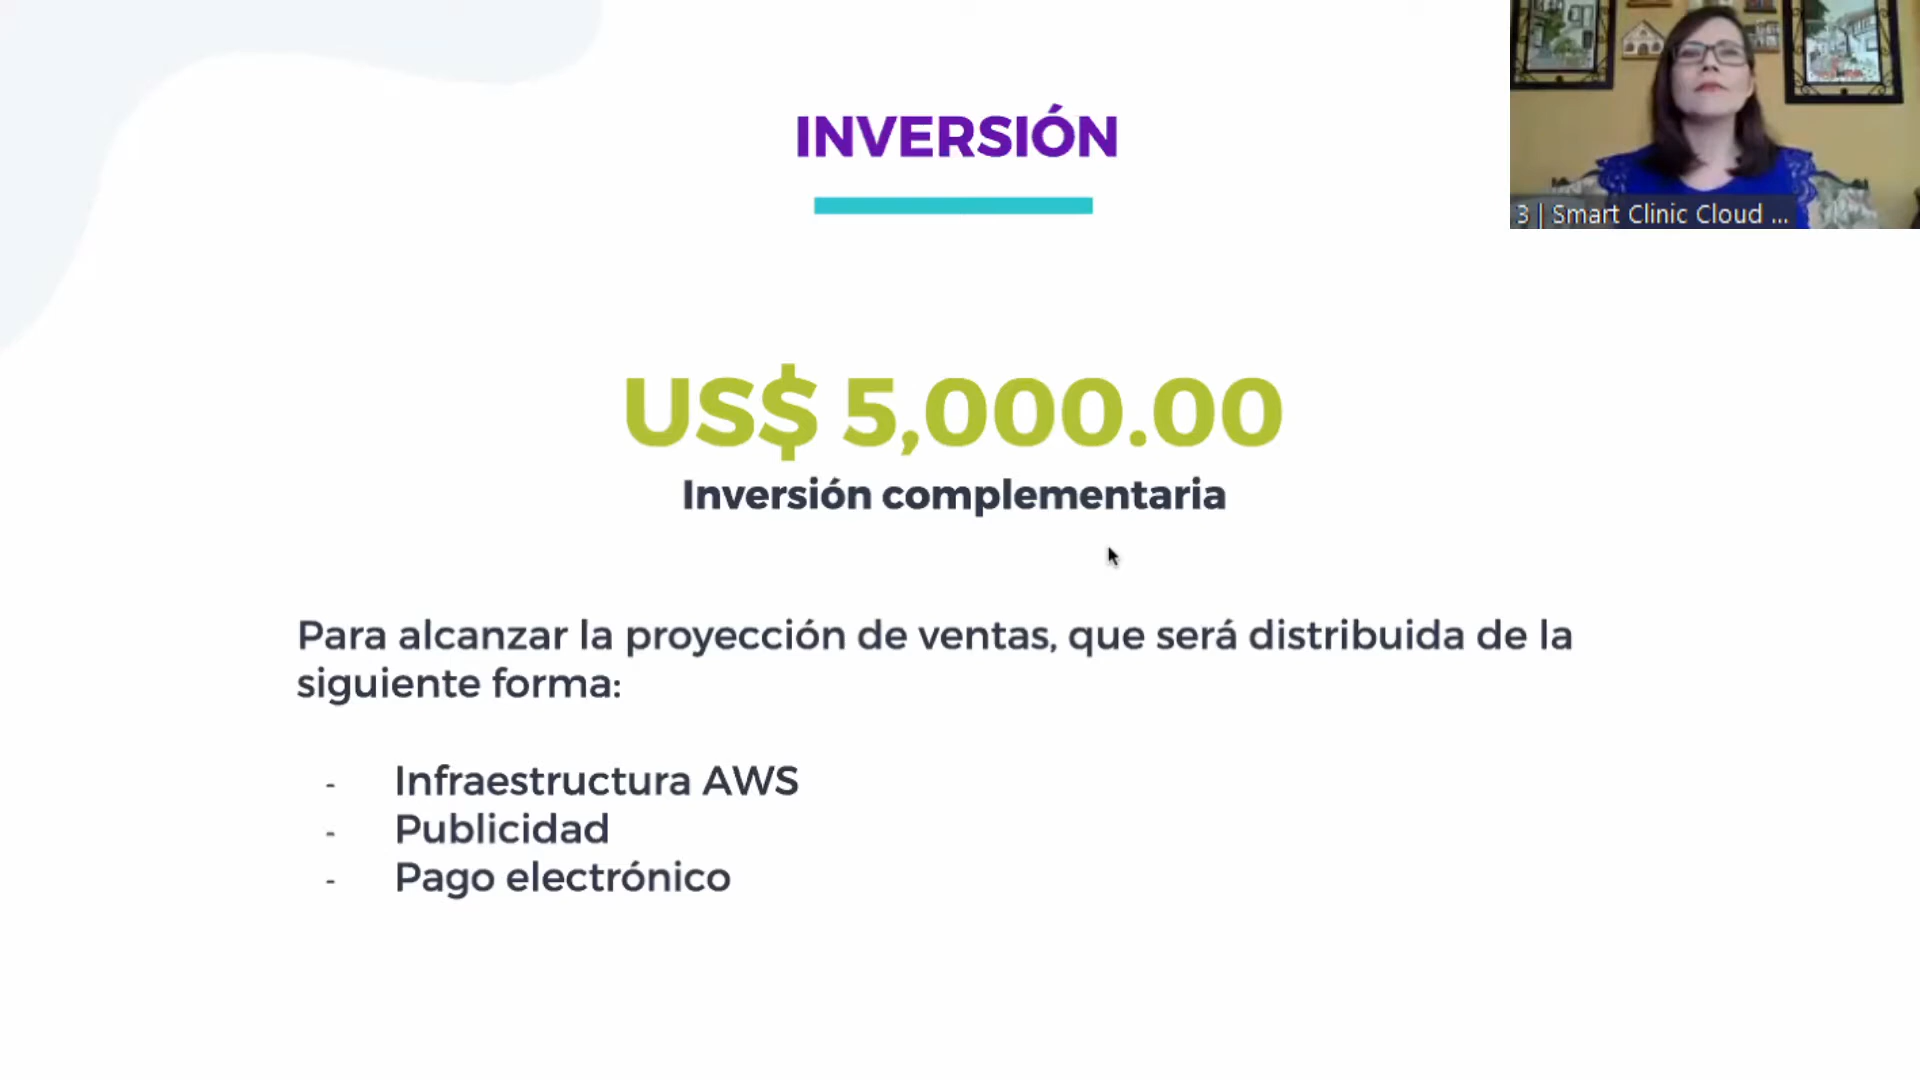 INVERSIÓN
3 | Smart Clinic Cloud ...
US$ 5,000.00
Inversión complementaria
Para alcanzar la proyección de ventas, que será distribuida de la
siguiente forma:
- Infraestructura AWS
- Publicidad
- Pago electrónico